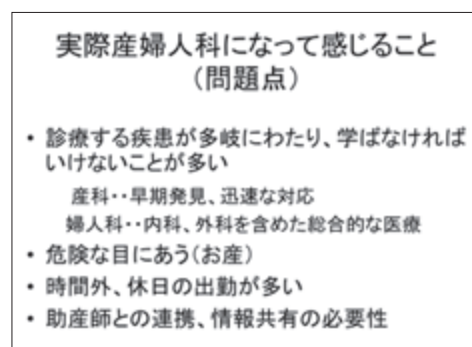 実際産婦人科になって感じること
（問題点）
• 診療する疾患が多岐にわたり、学ばなければ
いけないことが多い
産科・・早期発見、迅速な対応
婦人科・・内科、外科を含めた総合的な医療
• 危険な目にあう（お産）
• 時間外、休日の出勤が多い
• 助産師との連携、情報共有の必要性